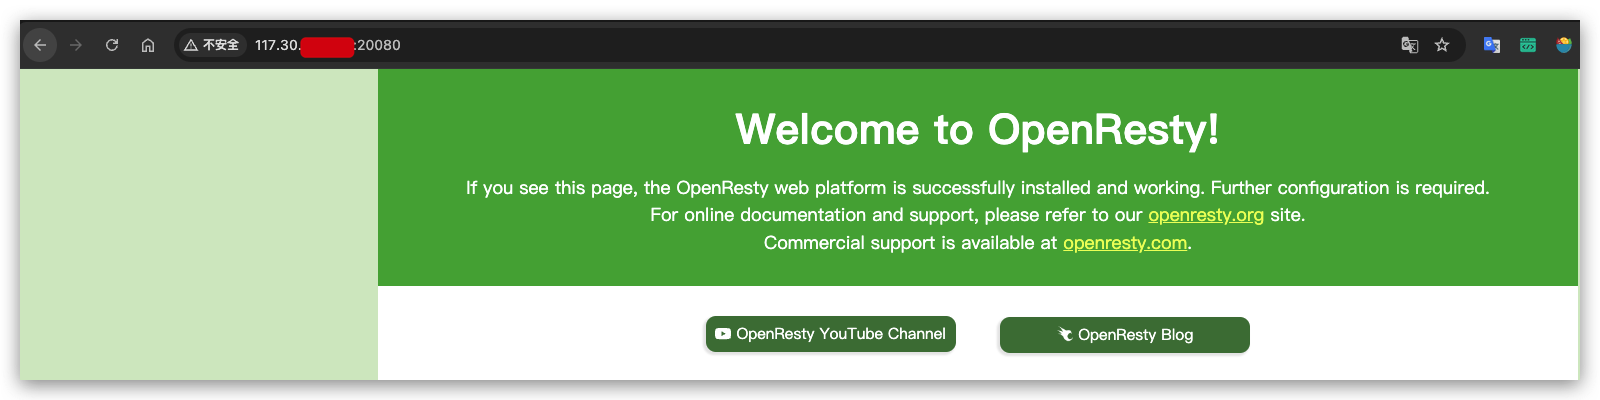 不安全 117.30. :20080
Welcome to OpenResty!
If you see this page, the OpenResty web platform is successfully installed and working. Further configuration is required.
For online documentation and support, please refer to our openresty.org site.
Commercial support is available at openresty.com.
OpenResty YouTube Channel
OpenResty Blog